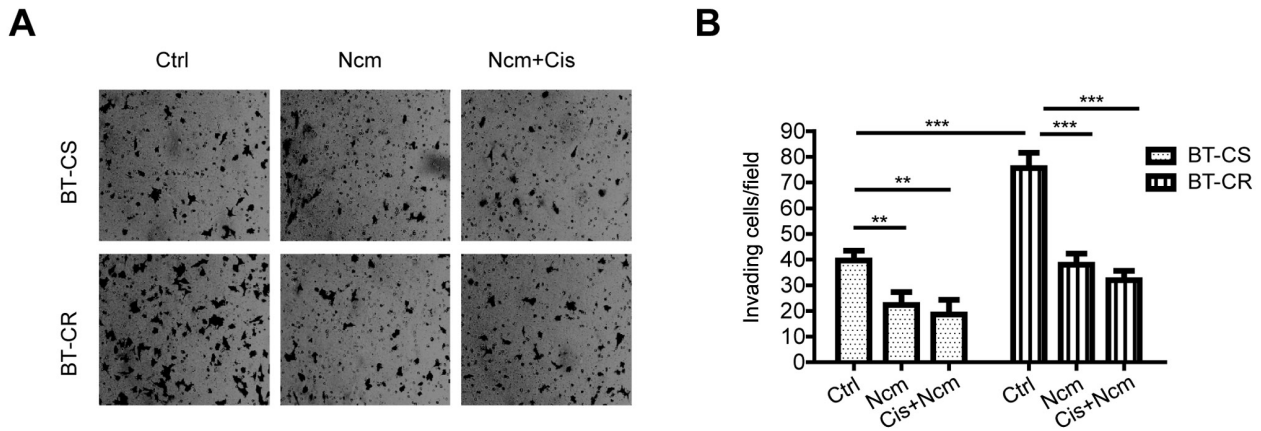 A
Ctrl
Ncm
Ncm+Cis
BT-CS
BT-CR
B
Invading cells/field
90
80
70
60
50
40
30
20
10
0
***
***
***
**
**
BT-CS
BT-CR
Ctrl
Ncm
Cis+Ncm
Ctrl
Ncm
Cis+Ncm